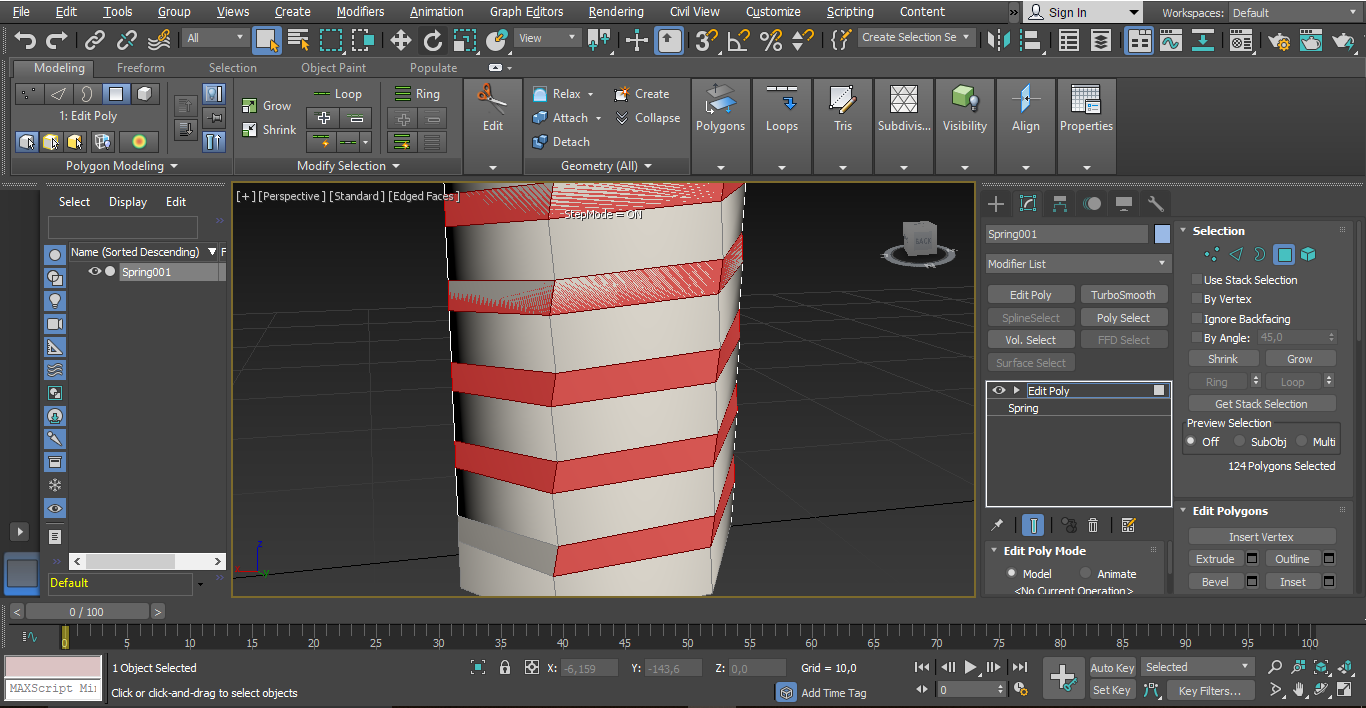 File Edit Tools Group Views Create Modifiers Animation Graph Editors Rendering Civil View Customize Scripting Content » Sign In Workspaces: Default
All View Create Selection Se
Modeling Freeform Selection Object Paint Populate
1: Edit Poly
Polygon Modeling
Grow
Shrink
Loop
Ring
Modify Selection
Edit
Relax Create
Attach Collapse
Detach
Geometry (All)
Polygons Loops Tris Subdivis... Visibility Align Properties
Select Display Edit
Name (Sorted Descending) F
Spring001
Default
[+] [Perspective ] [Standard ] [Edged Faces ]
StepMode = ON
BACK
z
y
Spring001
Modifier List
Edit Poly TurboSmooth
SplineSelect Poly Select
Vol. Select FFD Select
Surface Select
Edit Poly
Spring
Edit Poly Mode
Model Animate
<No Current Operation>
Selection
Use Stack Selection
By Vertex
Ignore Backfacing
By Angle: 45,0
Shrink Grow
Ring Loop
Get Stack Selection
Preview Selection
Off SubObj Multi
124 Polygons Selected
Edit Polygons
Insert Vertex
Extrude Outline
Bevel Inset
< 0 / 100 >
0 5 10 15 20 25 30 35 40 45 50 55 60 65 70 75 80 85 90 95 100
MAXScript Mi
1 Object Selected
Click or click-and-drag to select objects
X: -6,159 Y: -143,6 Z: 0,0 Grid = 10,0
Add Time Tag
0
Auto Key Selected
Set Key Key Filters...